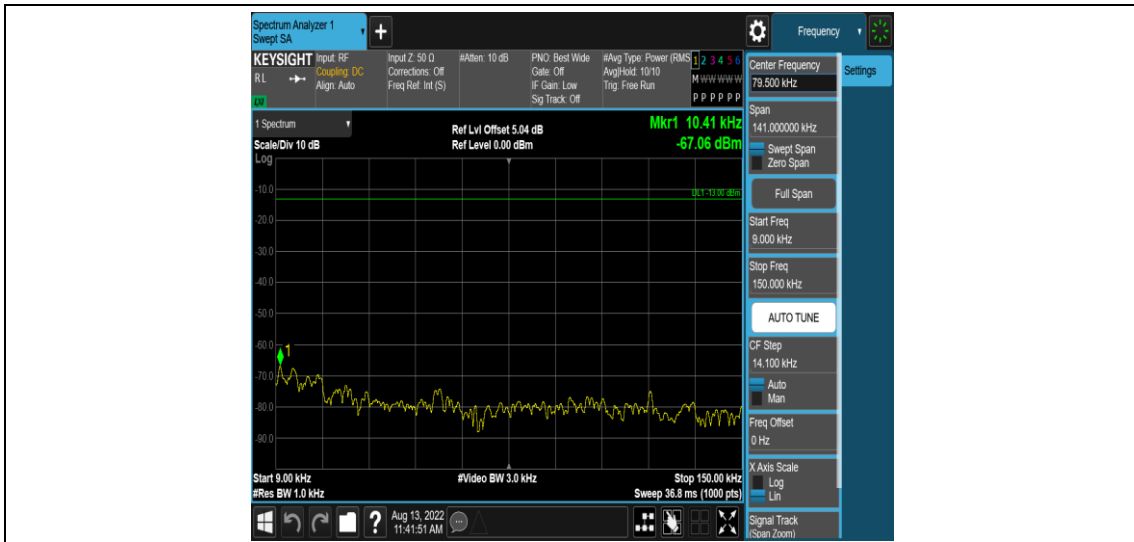 Spectrum Analyzer 1
Swept SA
+
Frequency
KEYSIGHT
RL
LM
Input: RF
Coupling: DC
Align: Auto
Input Z: 50 Ω
Corrections: Off
Freq Ref: Int (S)
#Atten: 10 dB
PNO: Best Wide
Gate: Off
IF Gain: Low
Sig Track: Off
#Avg Type: Power (RMS
Avg|Hold: 10/10
Trig: Free Run
1 2 3 4 5 6
M W W W W W
P P P P P P
1 Spectrum
Scale/Div 10 dB
Log
Ref Lvl Offset 5.04 dB
Ref Level 0.00 dBm
Mkr1 10.41 kHz
-67.06 dBm
DL1 -13.00 dBm
-10.0
-20.0
-30.0
-40.0
-50.0
-60.0
-70.0
-80.0
-90.0
1
Start 9.00 kHz
#Res BW 1.0 kHz
#Video BW 3.0 kHz
Stop 150.00 kHz
Sweep 36.8 ms (1000 pts)
Center Frequency
79.500 kHz
Settings
Span
141.000000 kHz
Swept Span
Zero Span
Full Span
Start Freq
9.000 kHz
Stop Freq
150.000 kHz
AUTO TUNE
CF Step
14.100 kHz
Auto
Man
Freq Offset
0 Hz
X Axis Scale
Log
Lin
Signal Track
(Span Zoom)
?
Aug 13, 2022
11:41:51 AM